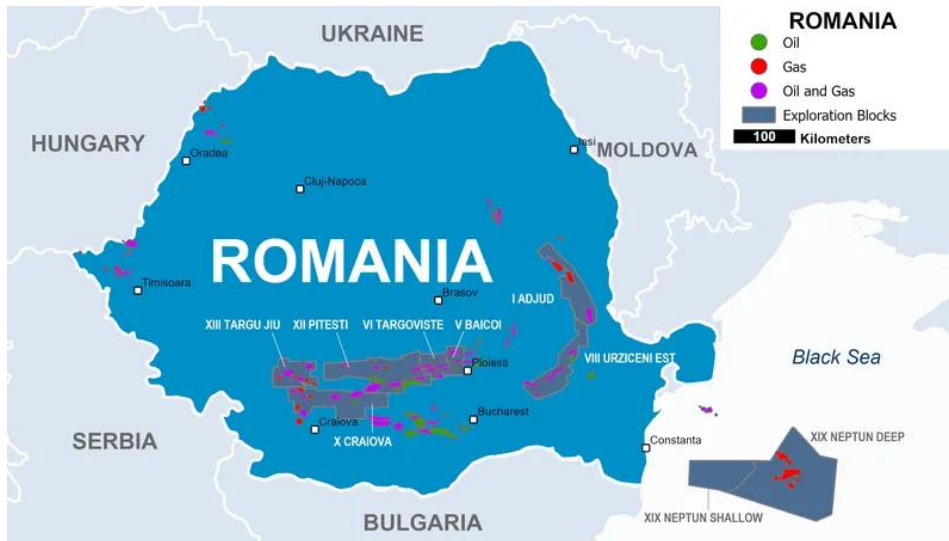 UKRAINE
ROMANIA
Oil
Gas
Oil and Gas
Exploration Blocks
100 Kilometers
HUNGARY
Oradea
Iasi
MOLDOVA
Cluj-Napoca
ROMANIA
Timisoara
Brasov
I ADJUD
XIII TARGU JIU
XII PITESTI
VI TARGOVISTE
V BAICOI
VIII URZICENI EST
Black Sea
Ploiesti
Bucharest
Craiova
X CRAIOVA
SERBIA
Constanta
XIX NEPTUN DEEP
XIX NEPTUN SHALLOW
BULGARIA